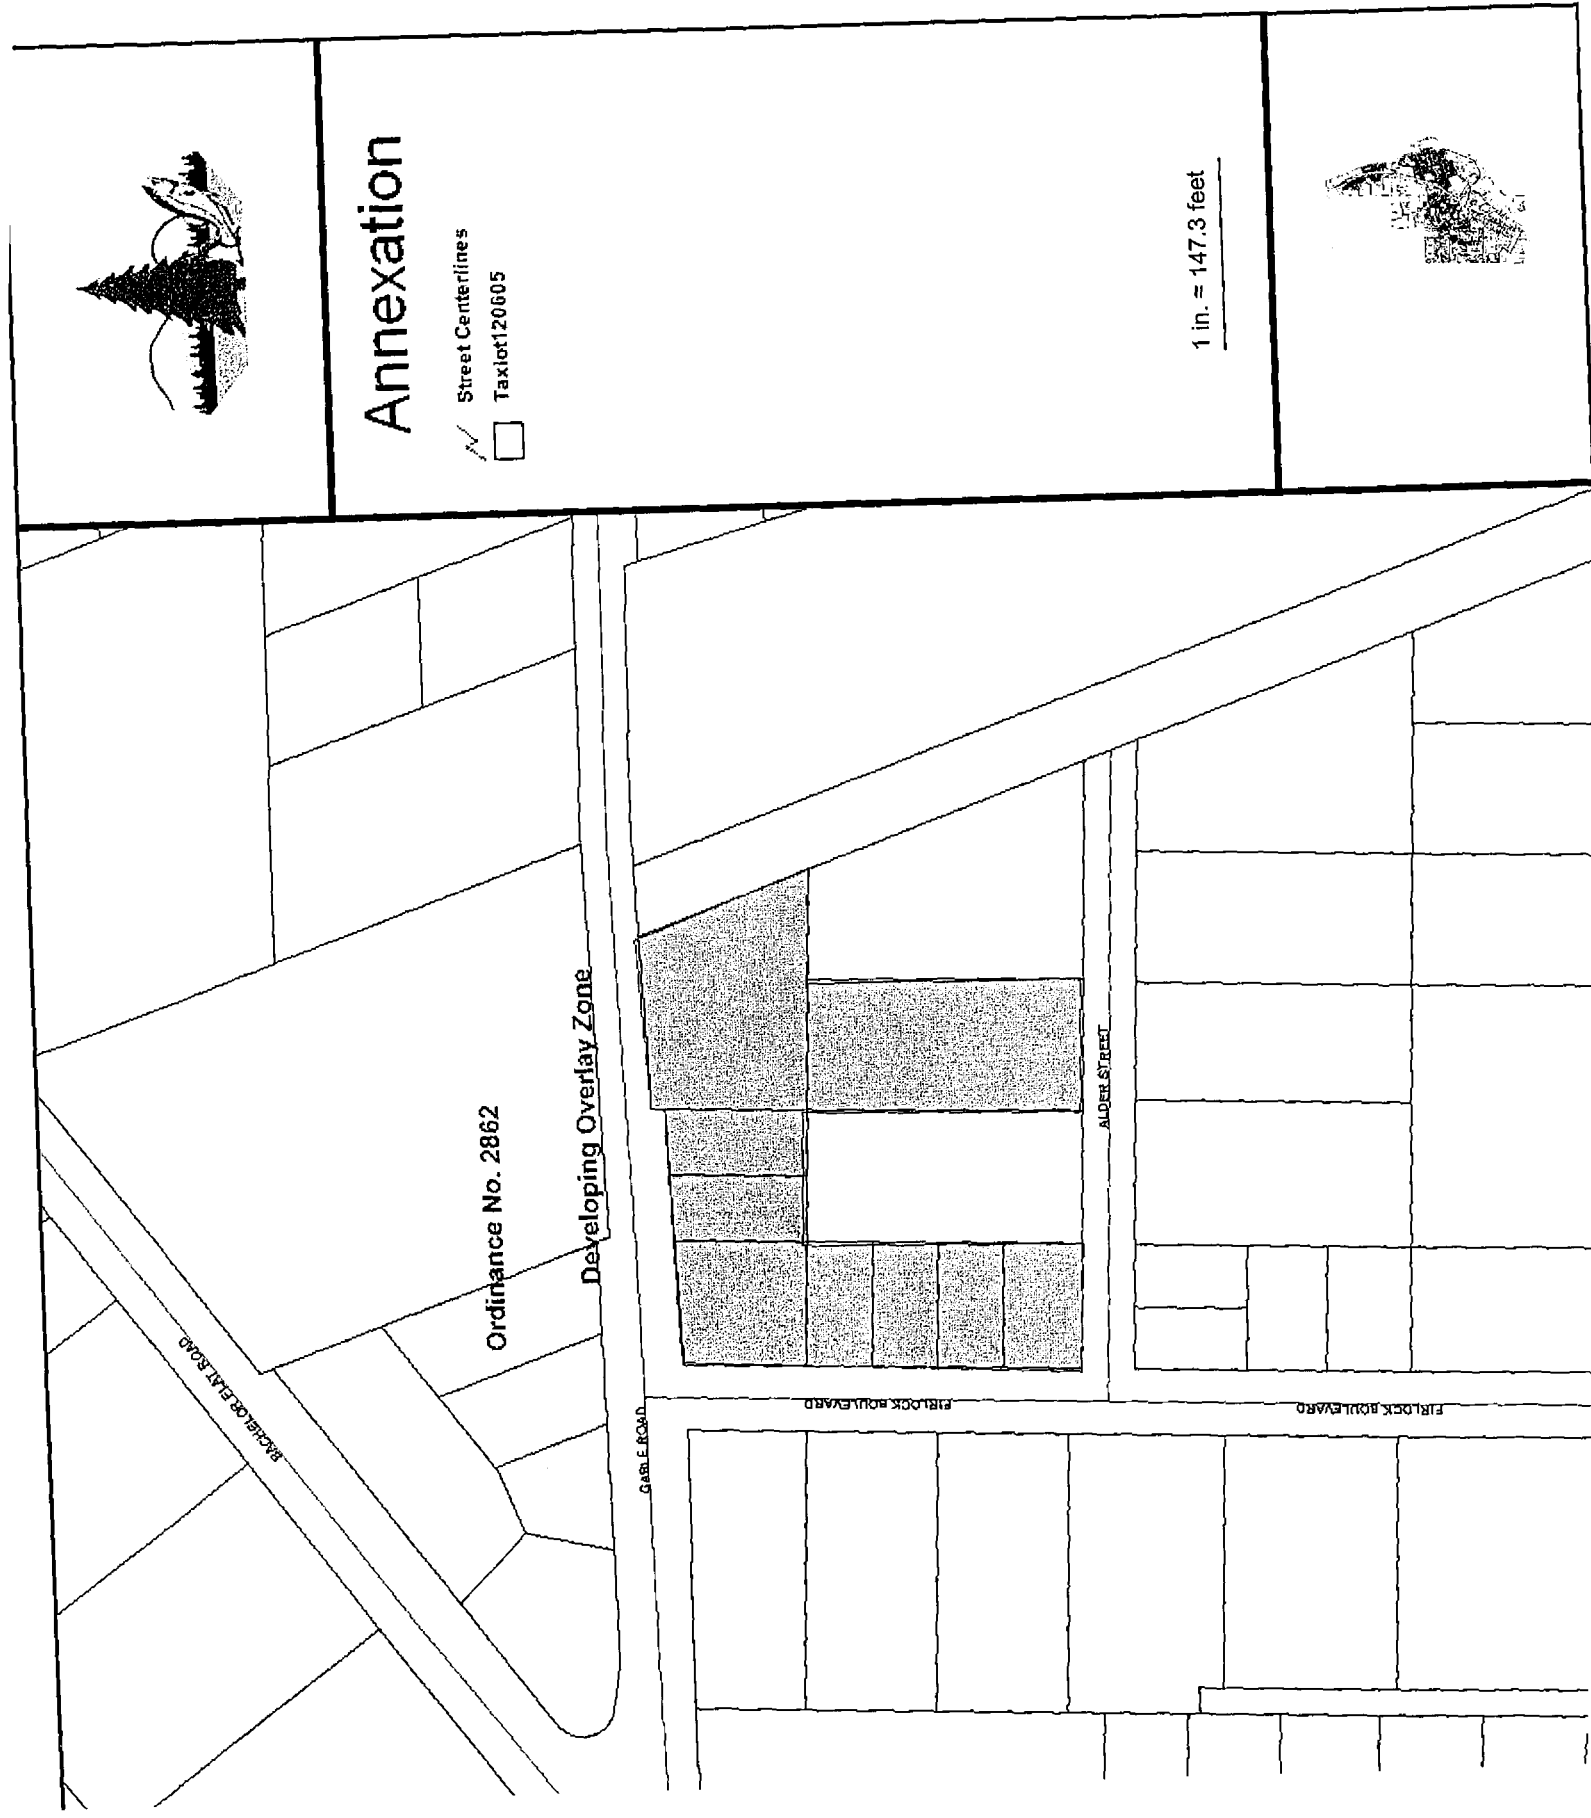 Annexation
Street Centerlines
Taxlot120605
1 in. = 147.3 feet
Ordinance No. 2862
Developing Overlay Zone
BACHELOR FLAT ROAD
GABLE ROAD
FIRLOCK BOULEVARD
FIRLOCK BOULEVARD
ALDER STREET